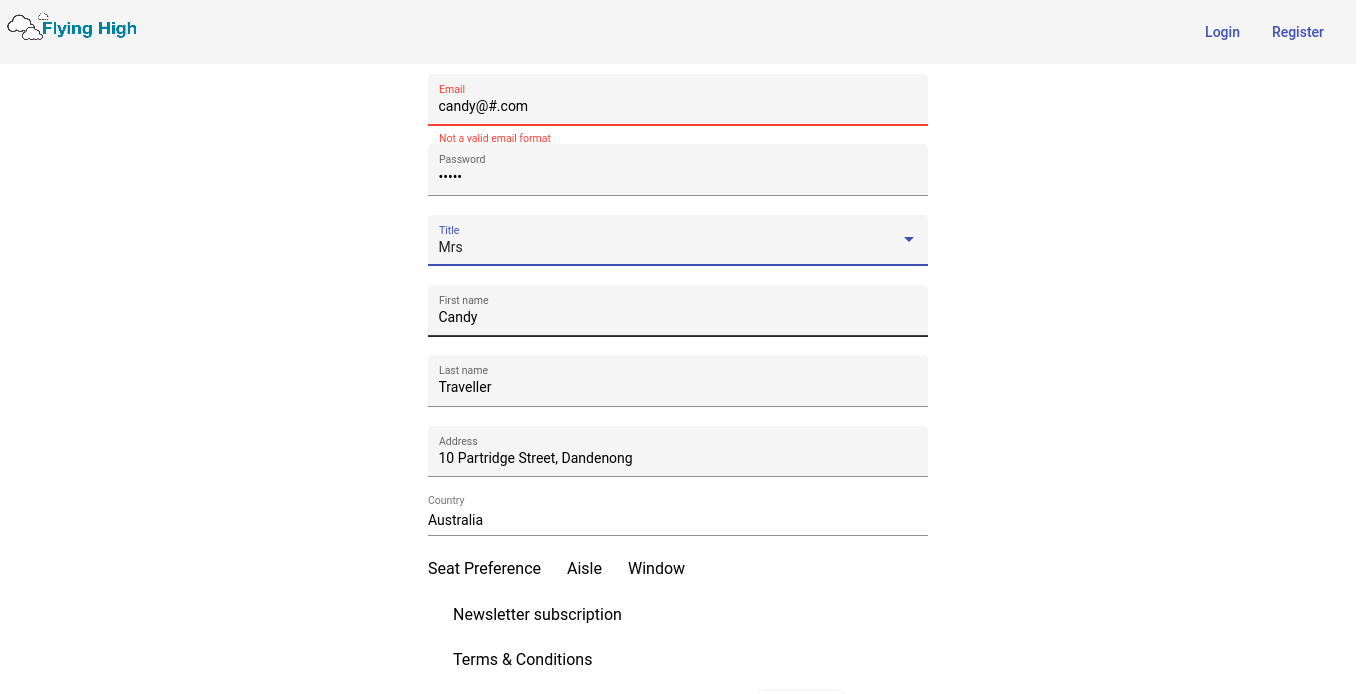 Flying High
Login Register
Email
candy@#.com
Not a valid email format
Password
•••••
Title
Mrs
First name
Candy
Last name
Traveller
Address
10 Partridge Street, Dandenong
Country
Australia
Seat Preference Aisle Window
Newsletter subscription
Terms & Conditions